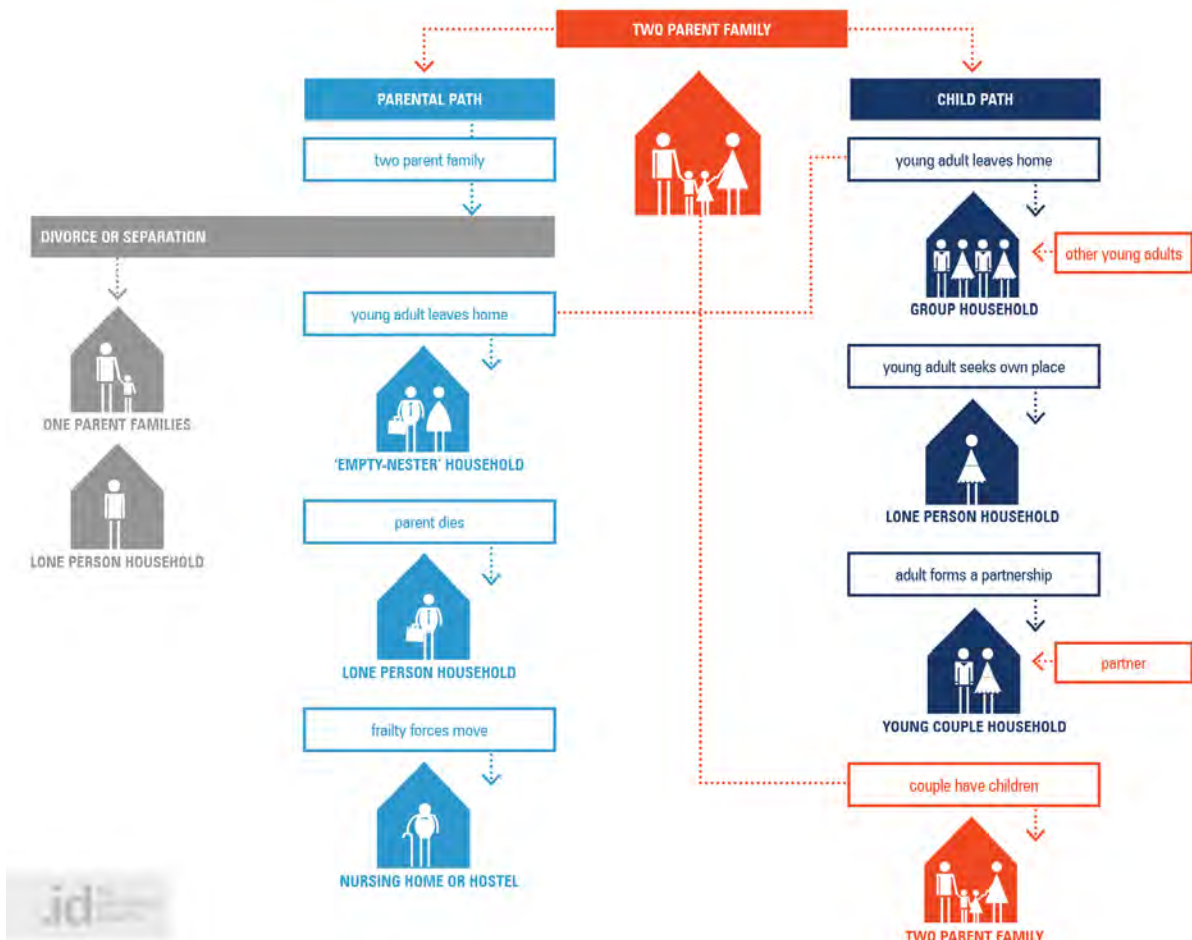 TWO PARENT FAMILY
PARENTAL PATH
CHILD PATH
two parent family
young adult leaves home
DIVORCE OR SEPARATION
other young adults
GROUP HOUSEHOLD
young adult leaves home
ONE PARENT FAMILIES
young adult seeks own place
'EMPTY-NESTER' HOUSEHOLD
LONE PERSON HOUSEHOLD
parent dies
LONE PERSON HOUSEHOLD
adult forms a partnership
LONE PERSON HOUSEHOLD
partner
frailty forces move
YOUNG COUPLE HOUSEHOLD
couple have children
NURSING HOME OR HOSTEL
.id
TWO PARENT FAMILY